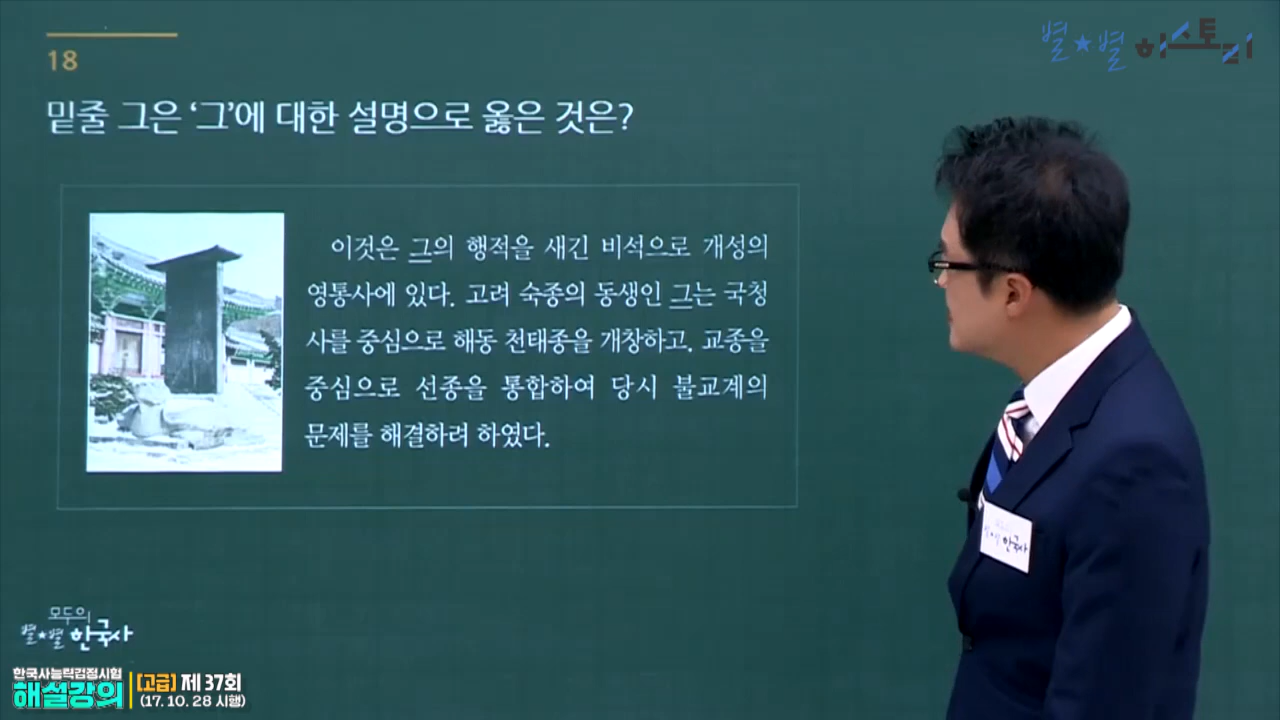 18
별★별 히스토리
밑줄 그은 ‘그’에 대한 설명으로 옳은 것은?
이것은 그의 행적을 새긴 비석으로 개성의
영통사에 있다. 고려 숙종의 동생인 그는 국청
사를 중심으로 해동 천태종을 개창하고, 교종을
중심으로 선종을 통합하여 당시 불교계의
문제를 해결하려 하였다.
한국사
모두의
별★별 한국사
한국사능력검정시험
해설강의
[고급] 제 37회
(17. 10. 28 시행)